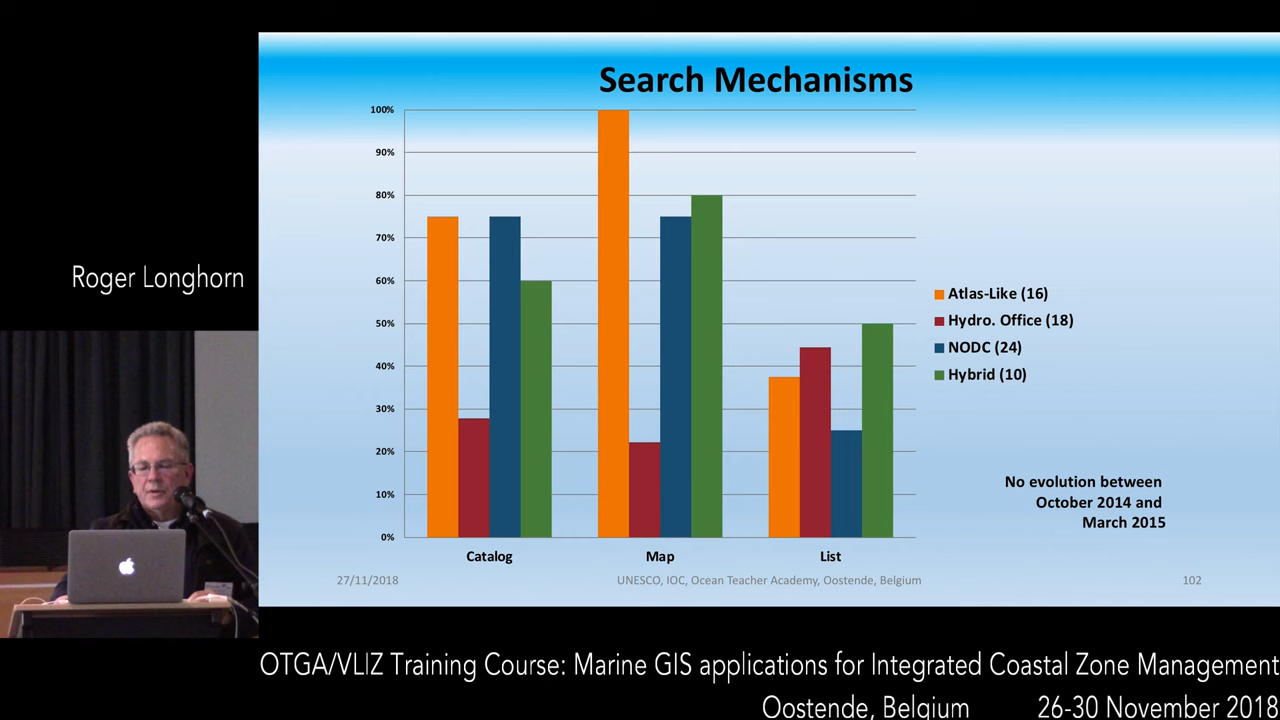 Search Mechanisms
100%
90%
80%
70%
60%
50%
40%
30%
20%
10%
0%
Catalog
Map
List
Atlas-Like (16)
Hydro. Office (18)
NODC (24)
Hybrid (10)
No evolution between
October 2014 and
March 2015
27/11/2018
UNESCO, IOC, Ocean Teacher Academy, Oostende, Belgium
102
Roger Longhorn
OTGA/VLIZ Training Course: Marine GIS applications for Integrated Coastal Zone Management
Oostende, Belgium 26-30 November 2018